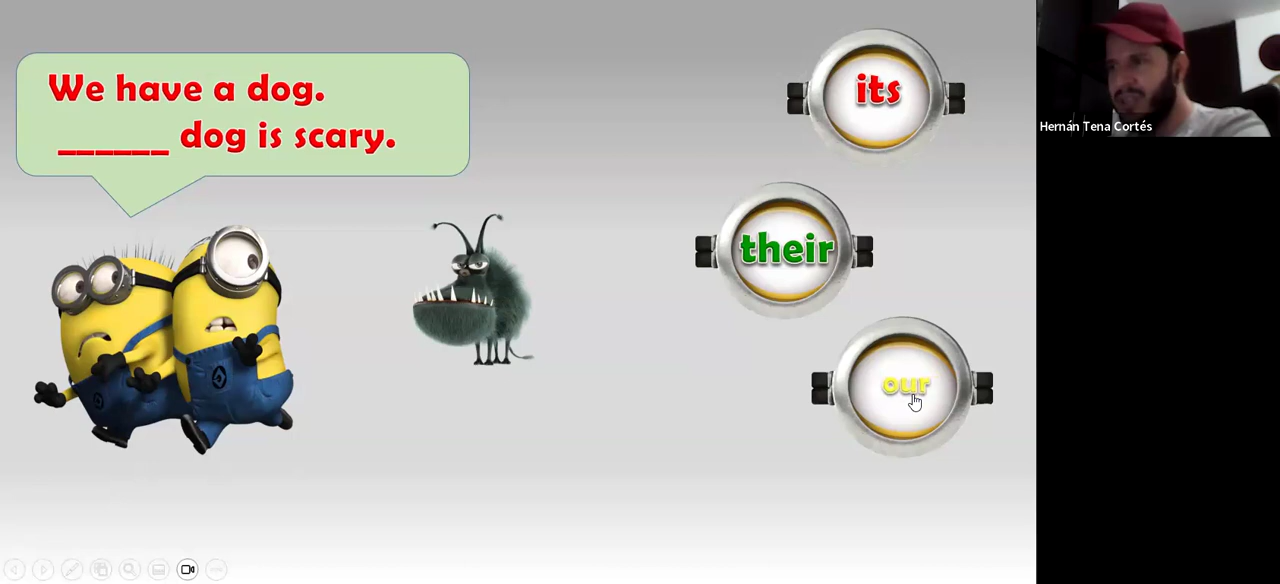 We have a dog.
______ dog is scary.
its
their
our
Hernán Tena Cortés